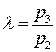 λ = p₃ / p₂